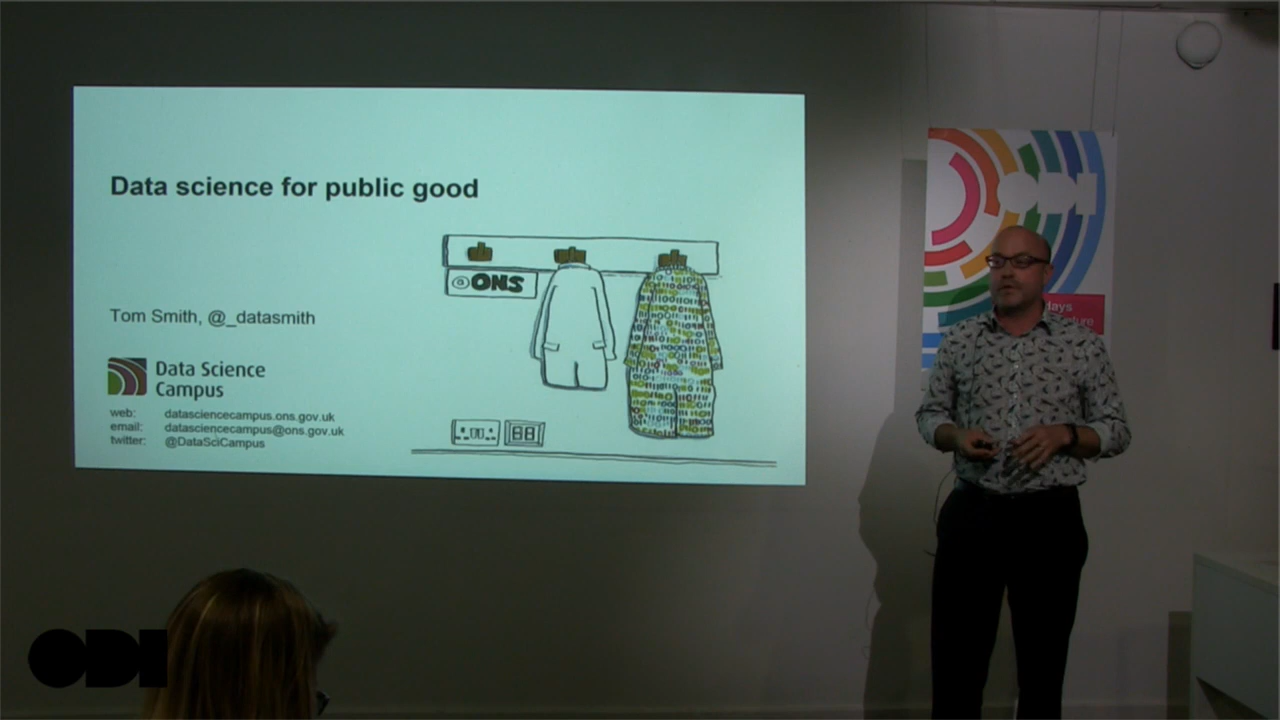 Data science for public good
@ONS
Tom Smith, @_datasmith
Data Science
Campus
web: datasciencecampus.ons.gov.uk
email: datasciencecampus@ons.gov.uk
twitter: @DataSciCampus
days
ODI